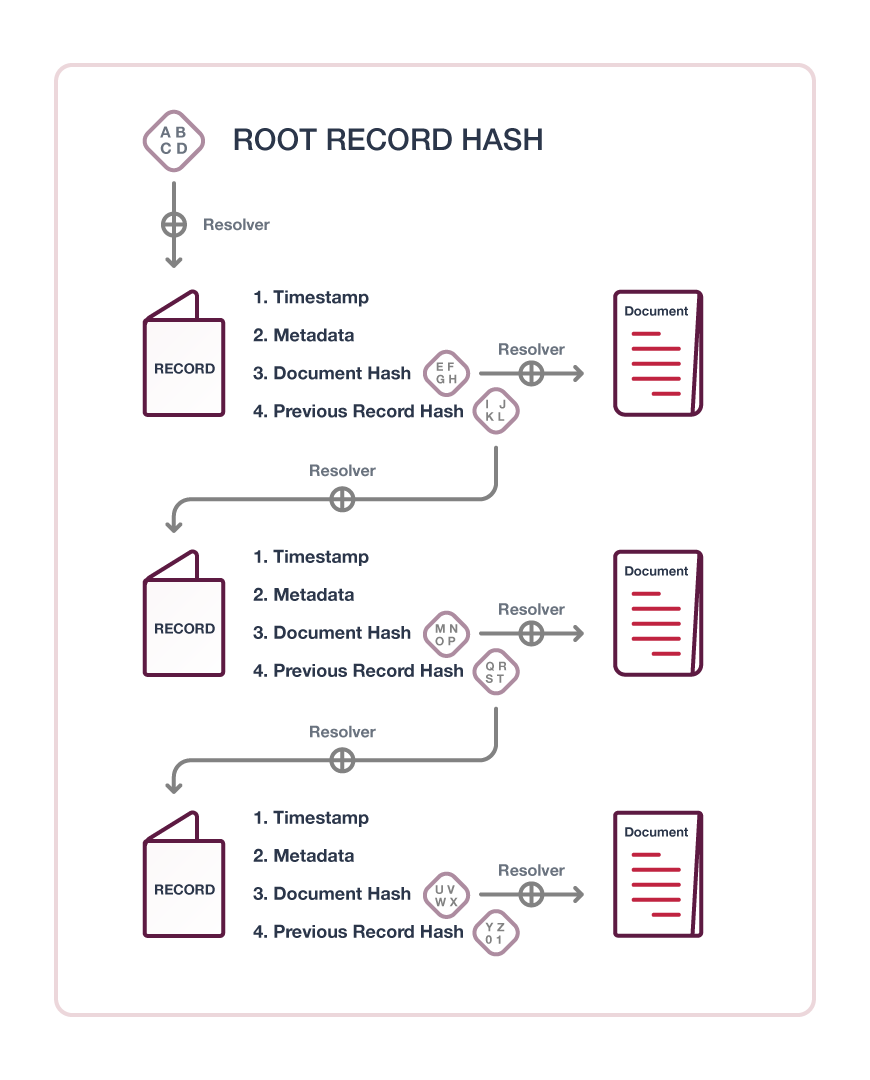 A B
C D
ROOT RECORD HASH
Resolver
RECORD
1. Timestamp
2. Metadata
3. Document Hash
E F
G H
4. Previous Record Hash
I J
K L
Resolver
Document
Resolver
RECORD
1. Timestamp
2. Metadata
3. Document Hash
M N
O P
4. Previous Record Hash
Q R
S T
Resolver
Document
Resolver
RECORD
1. Timestamp
2. Metadata
3. Document Hash
U V
W X
4. Previous Record Hash
Y Z
0 1
Resolver
Document